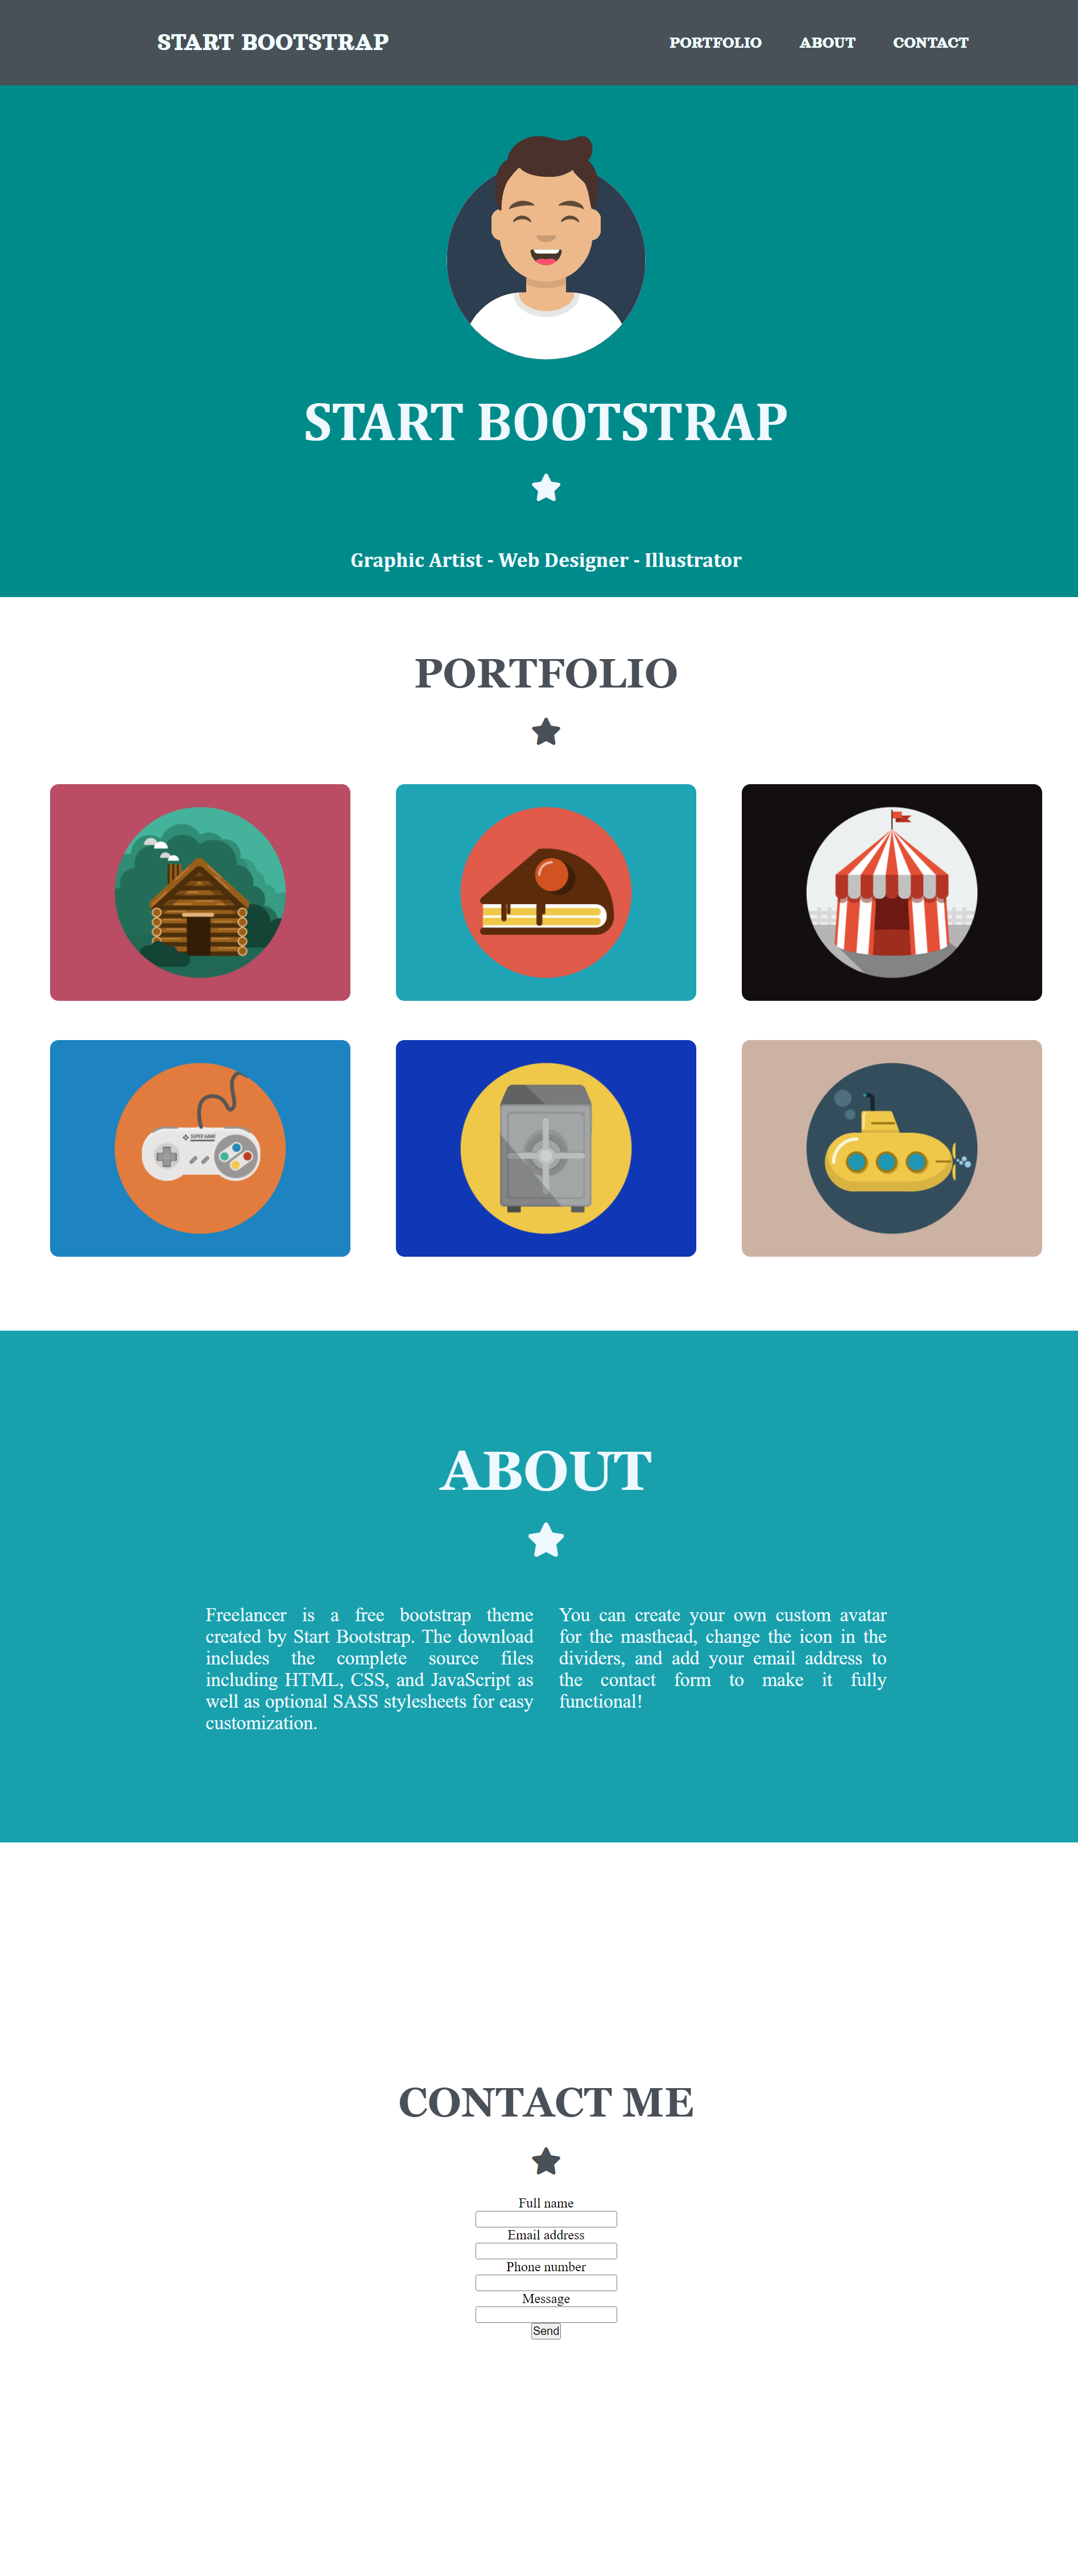 START BOOTSTRAP
PORTFOLIO
ABOUT
CONTACT
START BOOTSTRAP
Graphic Artist - Web Designer - Illustrator
PORTFOLIO
SUPER GAME
ABOUT
Freelancer is a free bootstrap theme
created by Start Bootstrap. The download
includes the complete source files
including HTML, CSS, and JavaScript as
well as optional SASS stylesheets for easy
customization.
You can create your own custom avatar
for the masthead, change the icon in the
dividers, and add your email address to
the contact form to make it fully
functional!
CONTACT ME
Full name
Email address
Phone number
Message
Send